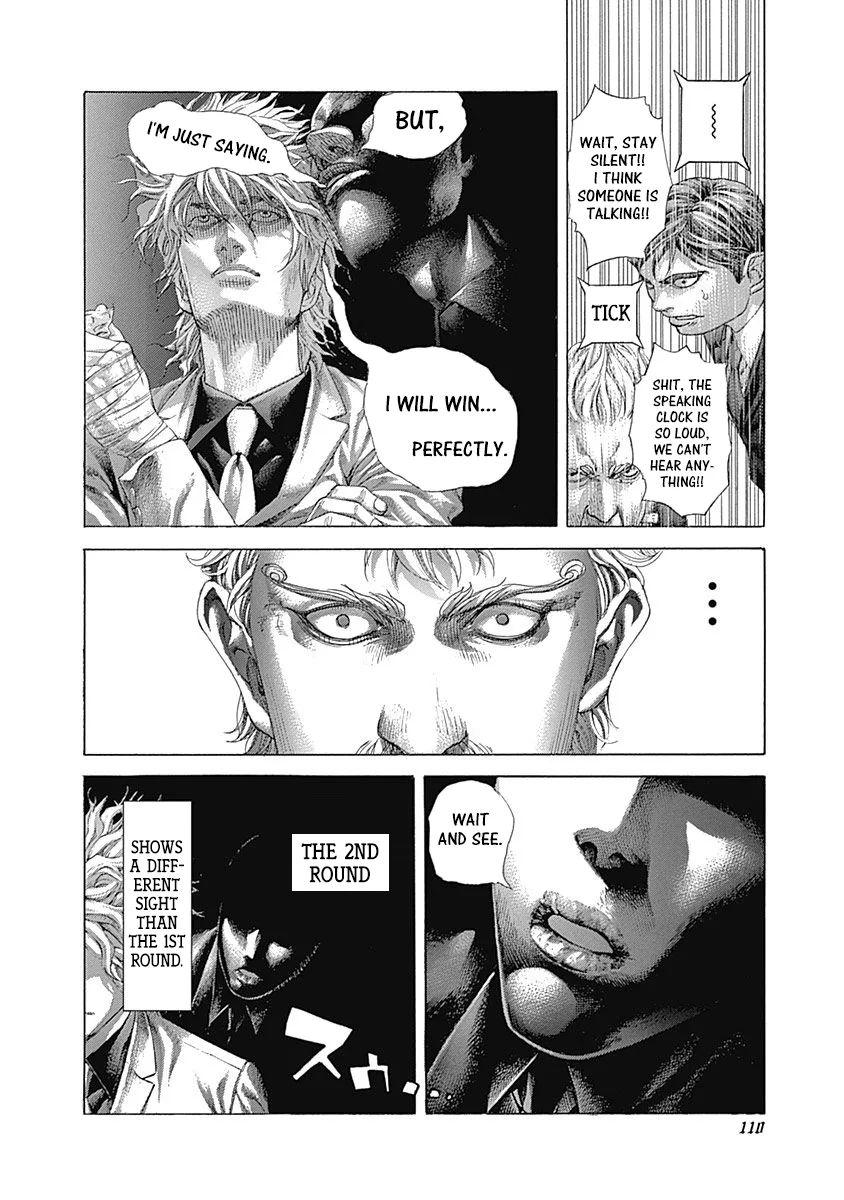 ~
WAIT, STAY
SILENT!!
I THINK
SOMEONE IS
TALKING!!
TICK
SHIT, THE
SPEAKING
CLOCK IS
SO LOUD,
WE CAN'T
HEAR ANY-
THING!!
BUT,
I'M JUST SAYING.
I WILL WIN...
PERFECTLY.
...
WAIT
AND SEE.
THE 2ND
ROUND
SHOWS
A DIFF-
ERENT
SIGHT
THAN
THE 1ST
ROUND.
スゥ...
110